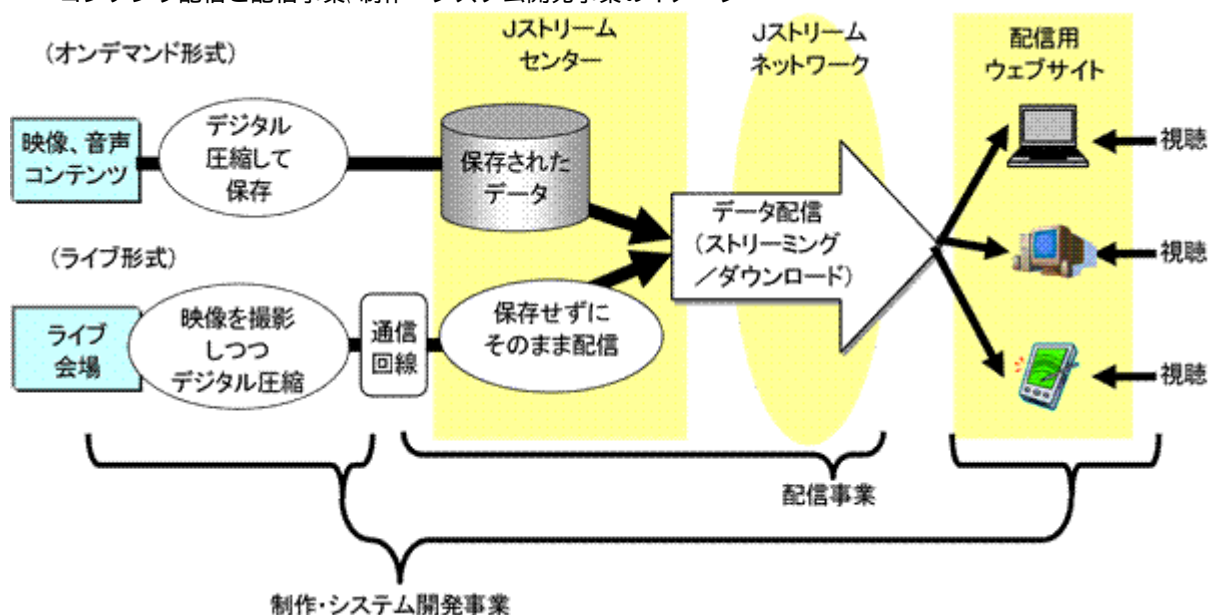 (オンデマンド形式)
Jストリーム
センター
Jストリーム
ネットワーク
配信用
ウェブサイト
映像、音声
コンテンツ
デジタル
圧縮して
保存
保存された
データ
データ配信
(ストリーミング
/ダウンロード)
視聴
視聴
視聴
(ライブ形式)
ライブ
会場
映像を撮影
しつつ
デジタル圧縮
通信
回線
保存せずに
そのまま配信
配信事業
制作・システム開発事業